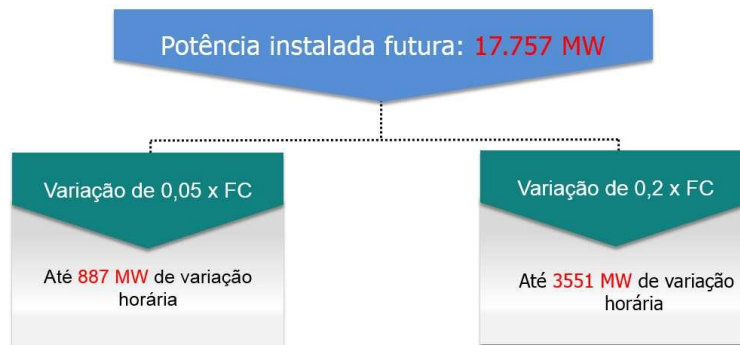 Potência instalada futura: 17.757 MW
Variação de 0,05 x FC
Variação de 0,2 x FC
Até 887 MW de variação
horária
Até 3551 MW de variação
horária